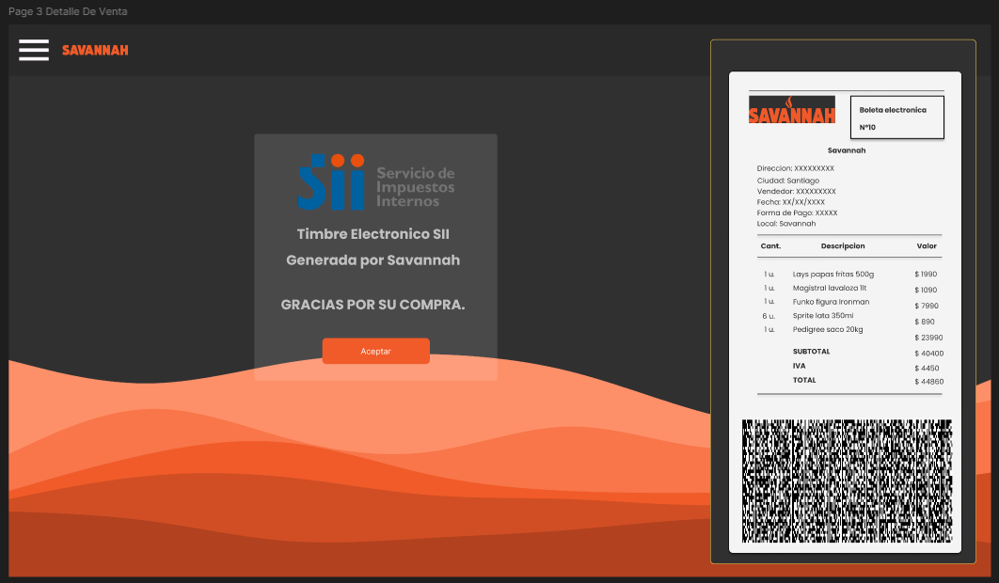 Page 3 Detalle De Venta
SAVANNAH
Sii Servicio de
Impuestos
Internos
Timbre Electronico SII
Generada por Savannah
GRACIAS POR SU COMPRA.
Aceptar
SAVANNAH
Boleta electronica
N°10
Savannah
Direccion: XXXXXXXXX
Ciudad: Santiago
Vendedor: XXXXXXXXX
Fecha: XX/XX/XXXX
Forma de Pago: XXXXX
Local: Savannah
Cant. Descripcion Valor
1 u. Lays papas fritas 500g $ 1990
1 u. Magistral lavaloza 1lt $ 1090
1 u. Funko figura Ironman $ 7990
6 u. Sprite lata 350ml $ 890
1 u. Pedigree saco 20kg $ 23990
SUBTOTAL $ 40400
IVA $ 4450
TOTAL $ 44860